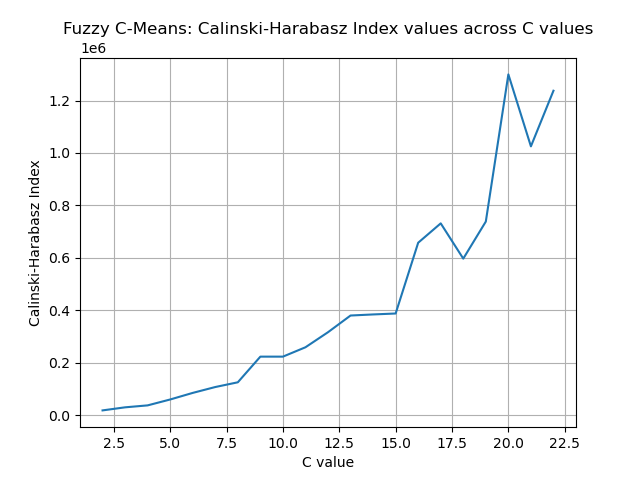 Fuzzy C-Means: Calinski-Harabasz Index values across C values
1e6
1.2
1.0
0.8
0.6
0.4
0.2
0.0
Calinski-Harabasz Index
2.5 5.0 7.5 10.0 12.5 15.0 17.5 20.0 22.5
C value